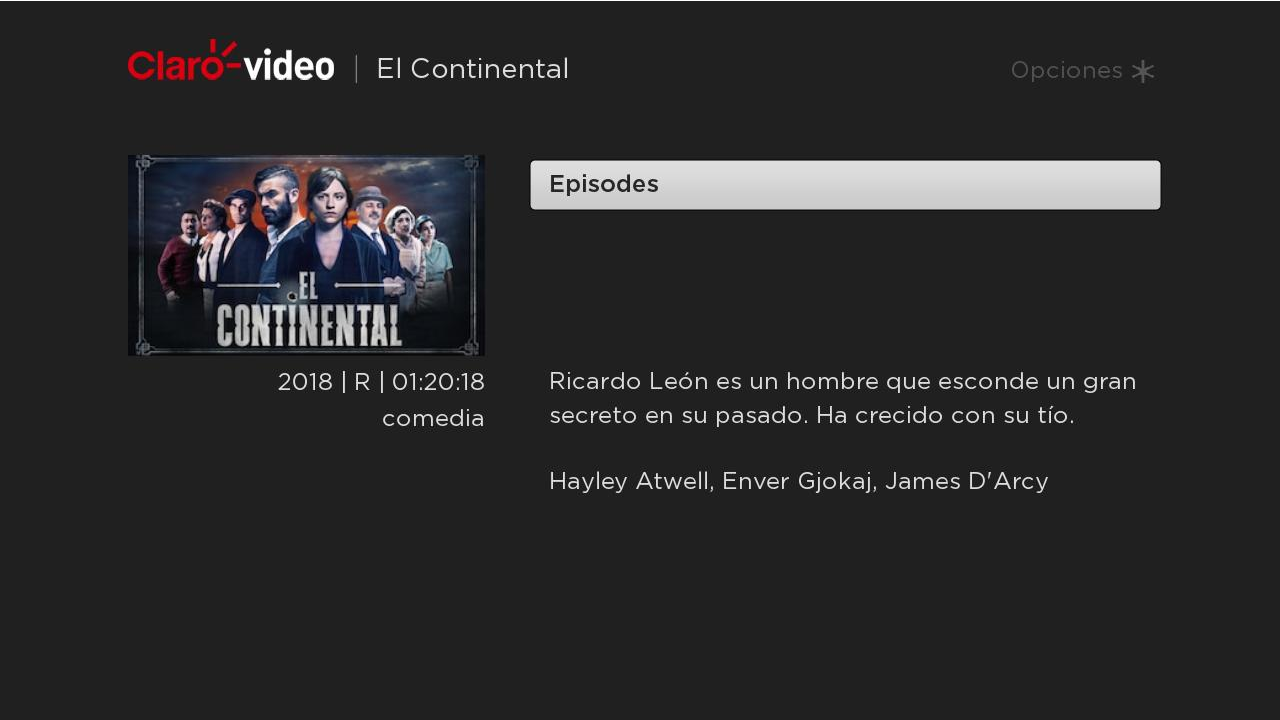 Claro-video | El Continental
Opciones ✱
Episodes
EL
CONTINENTAL
2018 | R | 01:20:18
comedia
Ricardo León es un hombre que esconde un gran
secreto en su pasado. Ha crecido con su tío.
Hayley Atwell, Enver Gjokaj, James D'Arcy